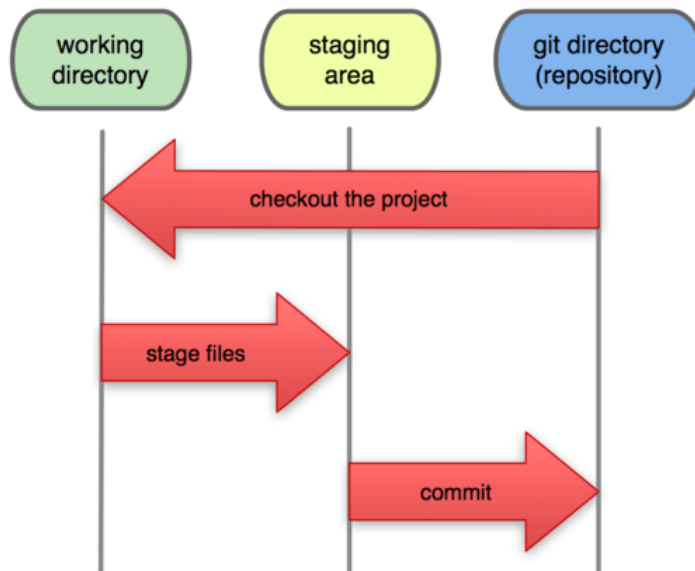 working
directory
staging
area
git directory
(repository)
checkout the project
stage files
commit